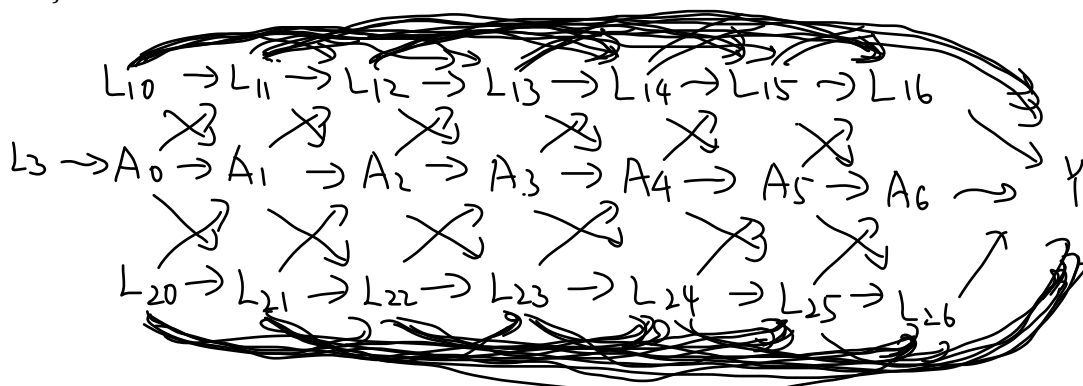 L10 → L11 → L12 → L13 → L14 → L15 → L16
L3 → A0 → A1 → A2 → A3 → A4 → A5 → A6 → Y
L20 → L21 → L22 → L23 → L24 → L25 → L26